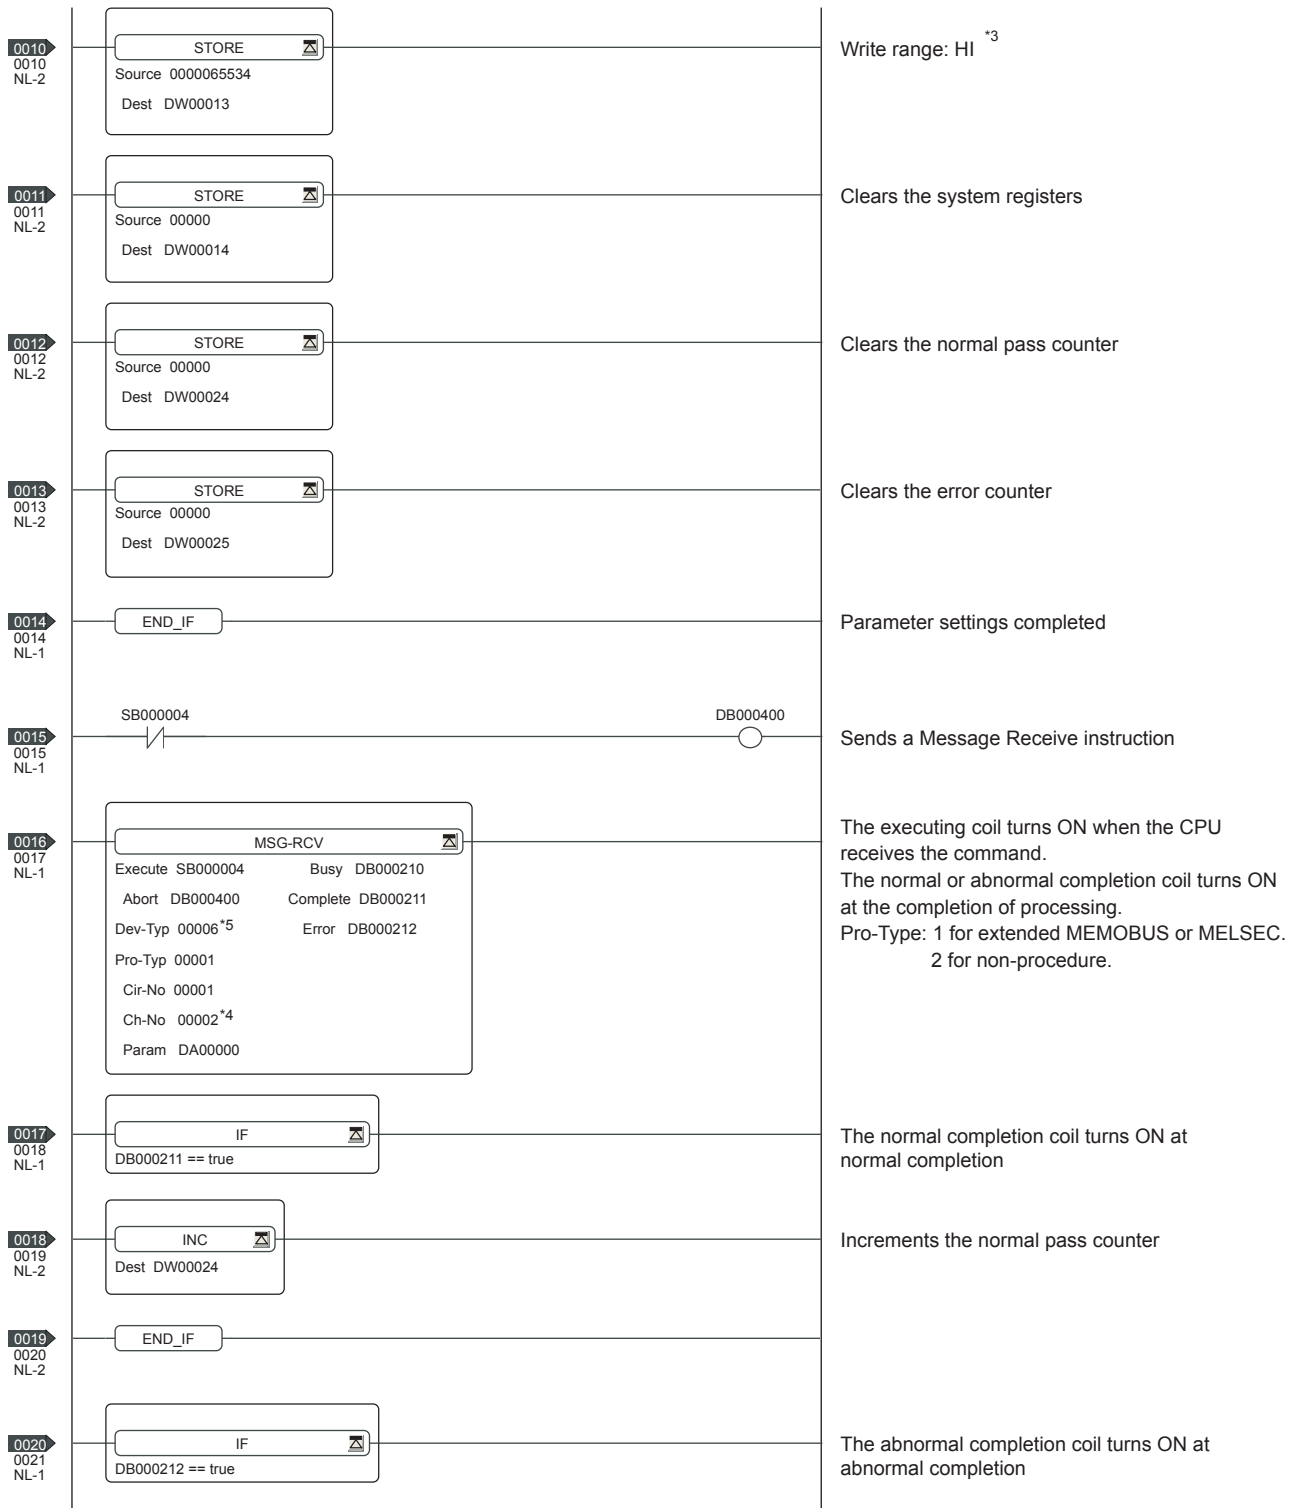 0010
0010
NL-2
STORE
Source 0000065534
Dest DW00013
Write range: HI *3
0011
0011
NL-2
STORE
Source 00000
Dest DW00014
Clears the system registers
0012
0012
NL-2
STORE
Source 00000
Dest DW00024
Clears the normal pass counter
0013
0013
NL-2
STORE
Source 00000
Dest DW00025
Clears the error counter
0014
0014
NL-1
END_IF
Parameter settings completed
0015
0015
NL-1
SB000004
DB000400
Sends a Message Receive instruction
0016
0017
NL-1
MSG-RCV
Execute SB000004 Busy DB000210
Abort DB000400 Complete DB000211
Dev-Typ 00006*5 Error DB000212
Pro-Typ 00001
Cir-No 00001
Ch-No 00002*4
Param DA00000
The executing coil turns ON when the CPU
receives the command.
The normal or abnormal completion coil turns ON
at the completion of processing.
Pro-Type: 1 for extended MEMOBUS or MELSEC.
2 for non-procedure.
0017
0018
NL-1
IF
DB000211 == true
The normal completion coil turns ON at
normal completion
0018
0019
NL-2
INC
Dest DW00024
Increments the normal pass counter
0019
0020
NL-2
END_IF
0020
0021
NL-1
IF
DB000212 == true
The abnormal completion coil turns ON at
abnormal completion